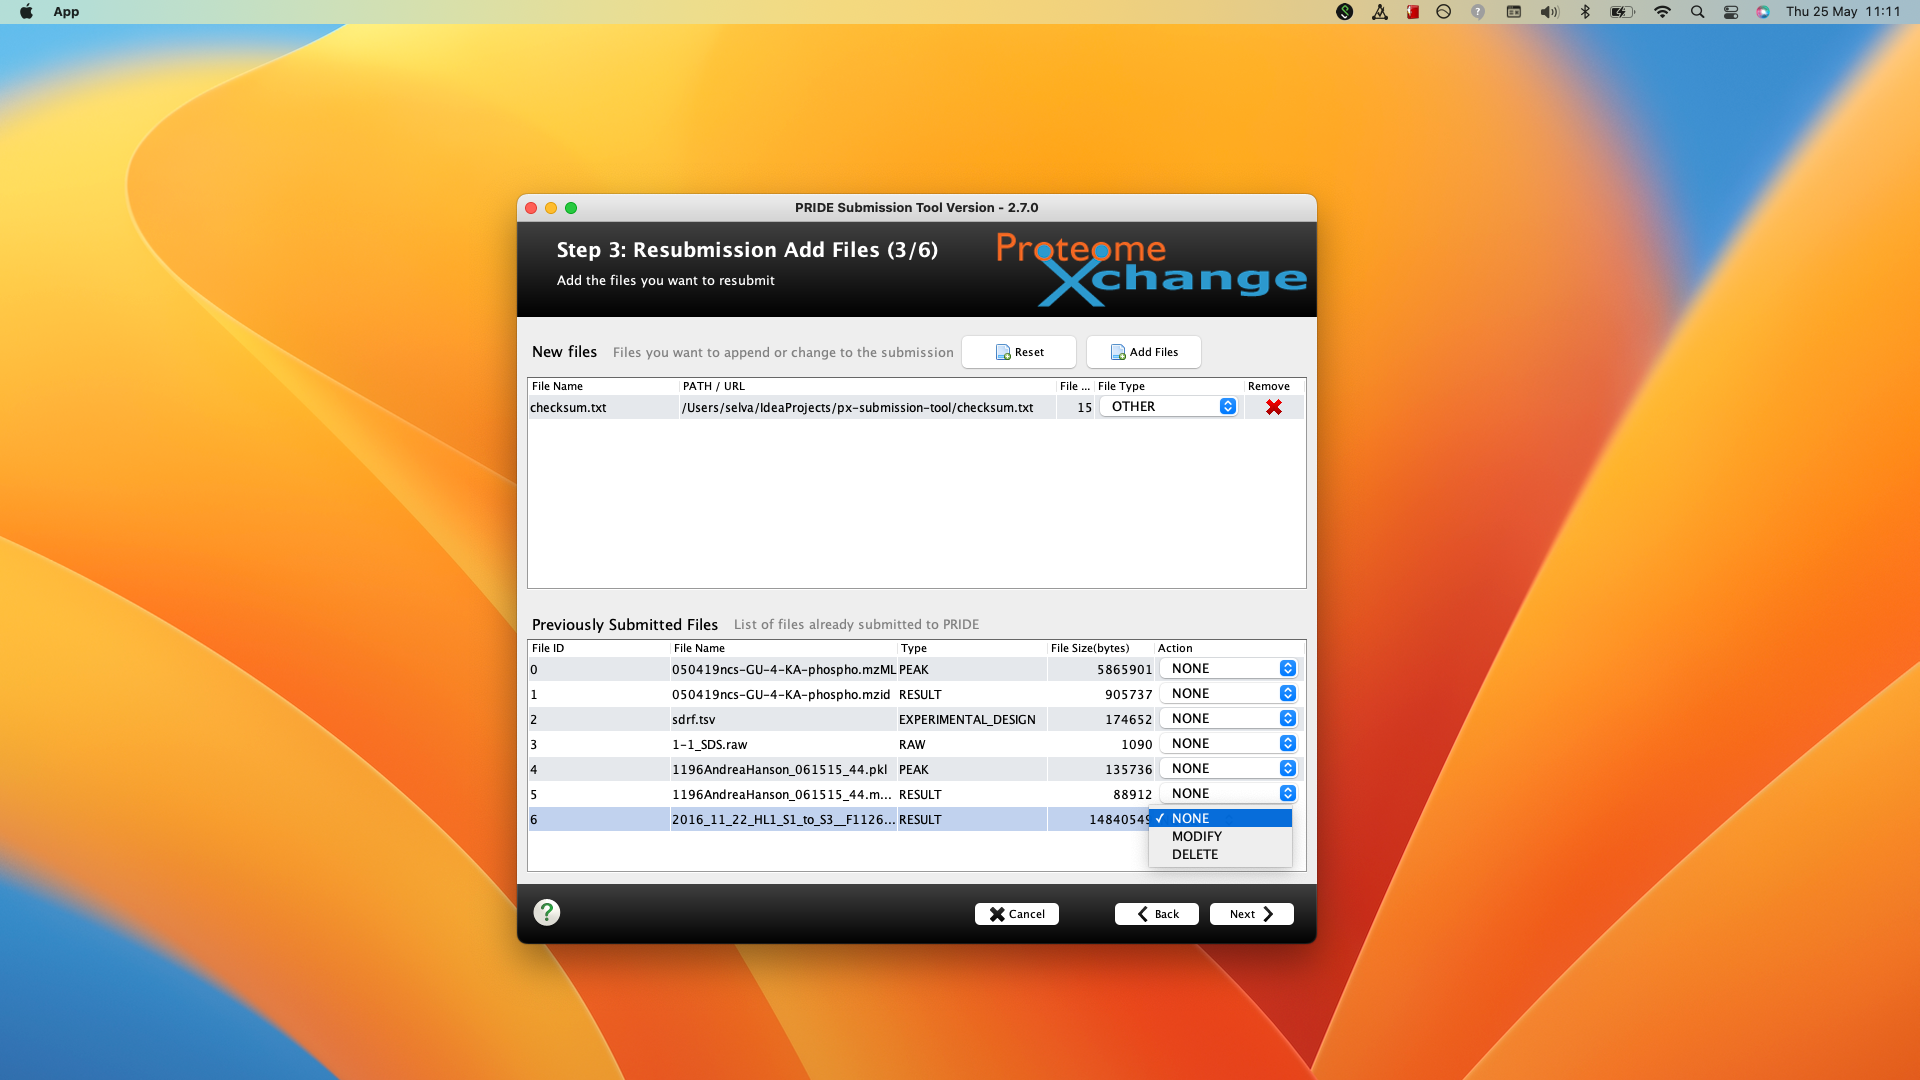 App
Thu 25 May 11:11
PRIDE Submission Tool Version - 2.7.0
Step 3: Resubmission Add Files (3/6)
Add the files you want to resubmit
Proteome
Xchange
New files Files you want to append or change to the submission Reset Add Files
File Name PATH / URL File ... File Type Remove
checksum.txt /Users/selva/IdeaProjects/px-submission-tool/checksum.txt 15 OTHER
Previously Submitted Files List of files already submitted to PRIDE
File ID File Name Type File Size(bytes) Action
0 050419ncs-GU-4-KA-phospho.mzML PEAK 5865901 NONE
1 050419ncs-GU-4-KA-phospho.mzid RESULT 905737 NONE
2 sdrf.tsv EXPERIMENTAL_DESIGN 174652 NONE
3 1-1_SDS.raw RAW 1090 NONE
4 1196AndreaHanson_061515_44.pkl PEAK 135736 NONE
5 1196AndreaHanson_061515_44.m... RESULT 88912 NONE
6 2016_11_22_HL1_S1_to_S3__F1126... RESULT 14840549 ✓ NONE
MODIFY
DELETE
? Cancel Back Next